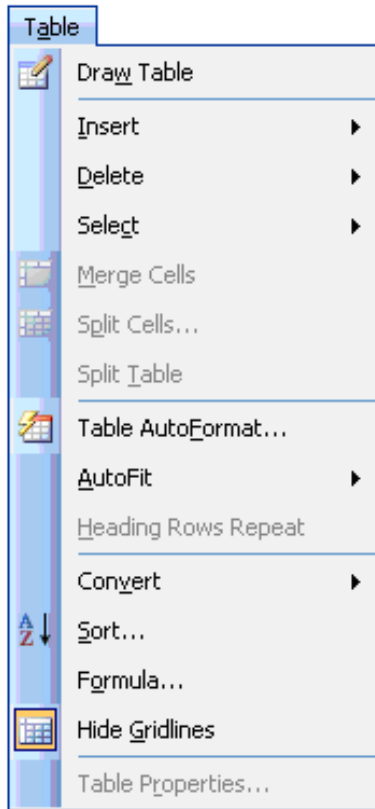 Table
Draw Table
Insert
Delete
Select
Merge Cells
Split Cells...
Split Table
Table AutoFormat...
AutoFit
Heading Rows Repeat
Convert
Sort...
Formula...
Hide Gridlines
Table Properties...